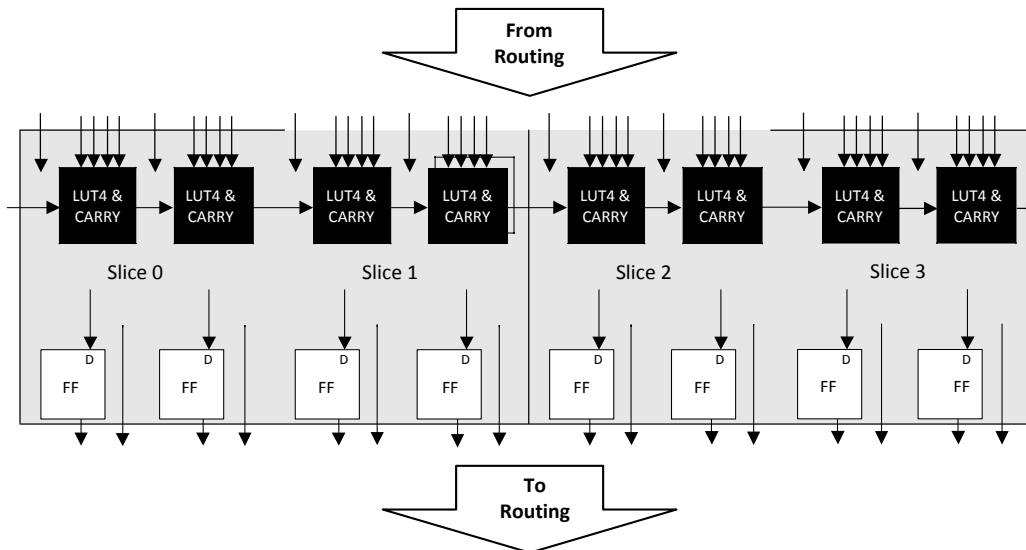 From
Routing
LUT4 &
CARRY
LUT4 &
CARRY
LUT4 &
CARRY
LUT4 &
CARRY
LUT4 &
CARRY
LUT4 &
CARRY
LUT4 &
CARRY
LUT4 &
CARRY
Slice 0
Slice 1
Slice 2
Slice 3
D
FF
D
FF
D
FF
D
FF
D
FF
D
FF
D
FF
D
FF
To
Routing